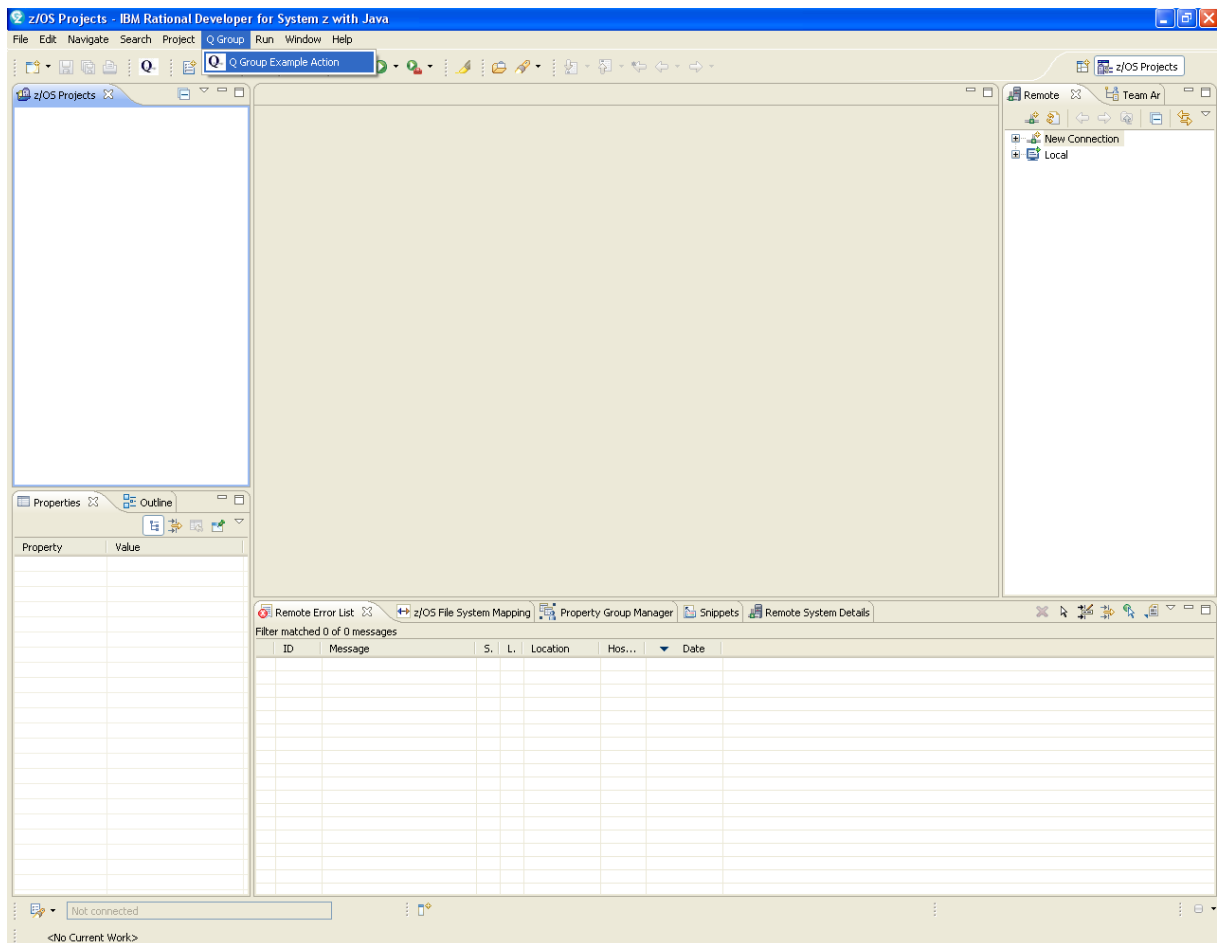 z/OS Projects - IBM Rational Developer for System z with Java
File Edit Navigate Search Project Q Group Run Window Help
Q Q Group Example Action
Q
z/OS Projects
z/OS Projects
Remote Team Ar
New Connection
Local
Properties Outline
Property Value
Remote Error List z/OS File System Mapping Property Group Manager Snippets Remote System Details
Filter matched 0 of 0 messages
ID Message S. L. Location Hos... Date
Not connected
<No Current Work>